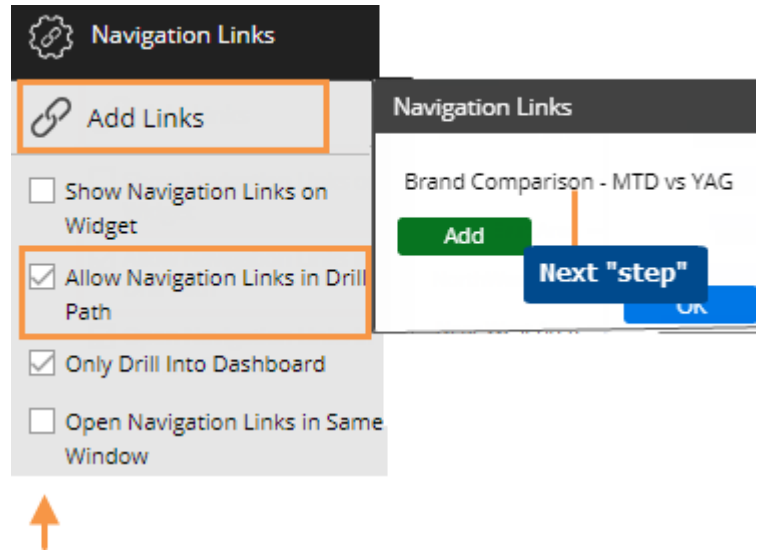 Navigation Links
Add Links
Show Navigation Links on
Widget
Allow Navigation Links in Drill
Path
Only Drill Into Dashboard
Open Navigation Links in Same
Window
Navigation Links
Brand Comparison - MTD vs YAG
Add
Next "step"
OK